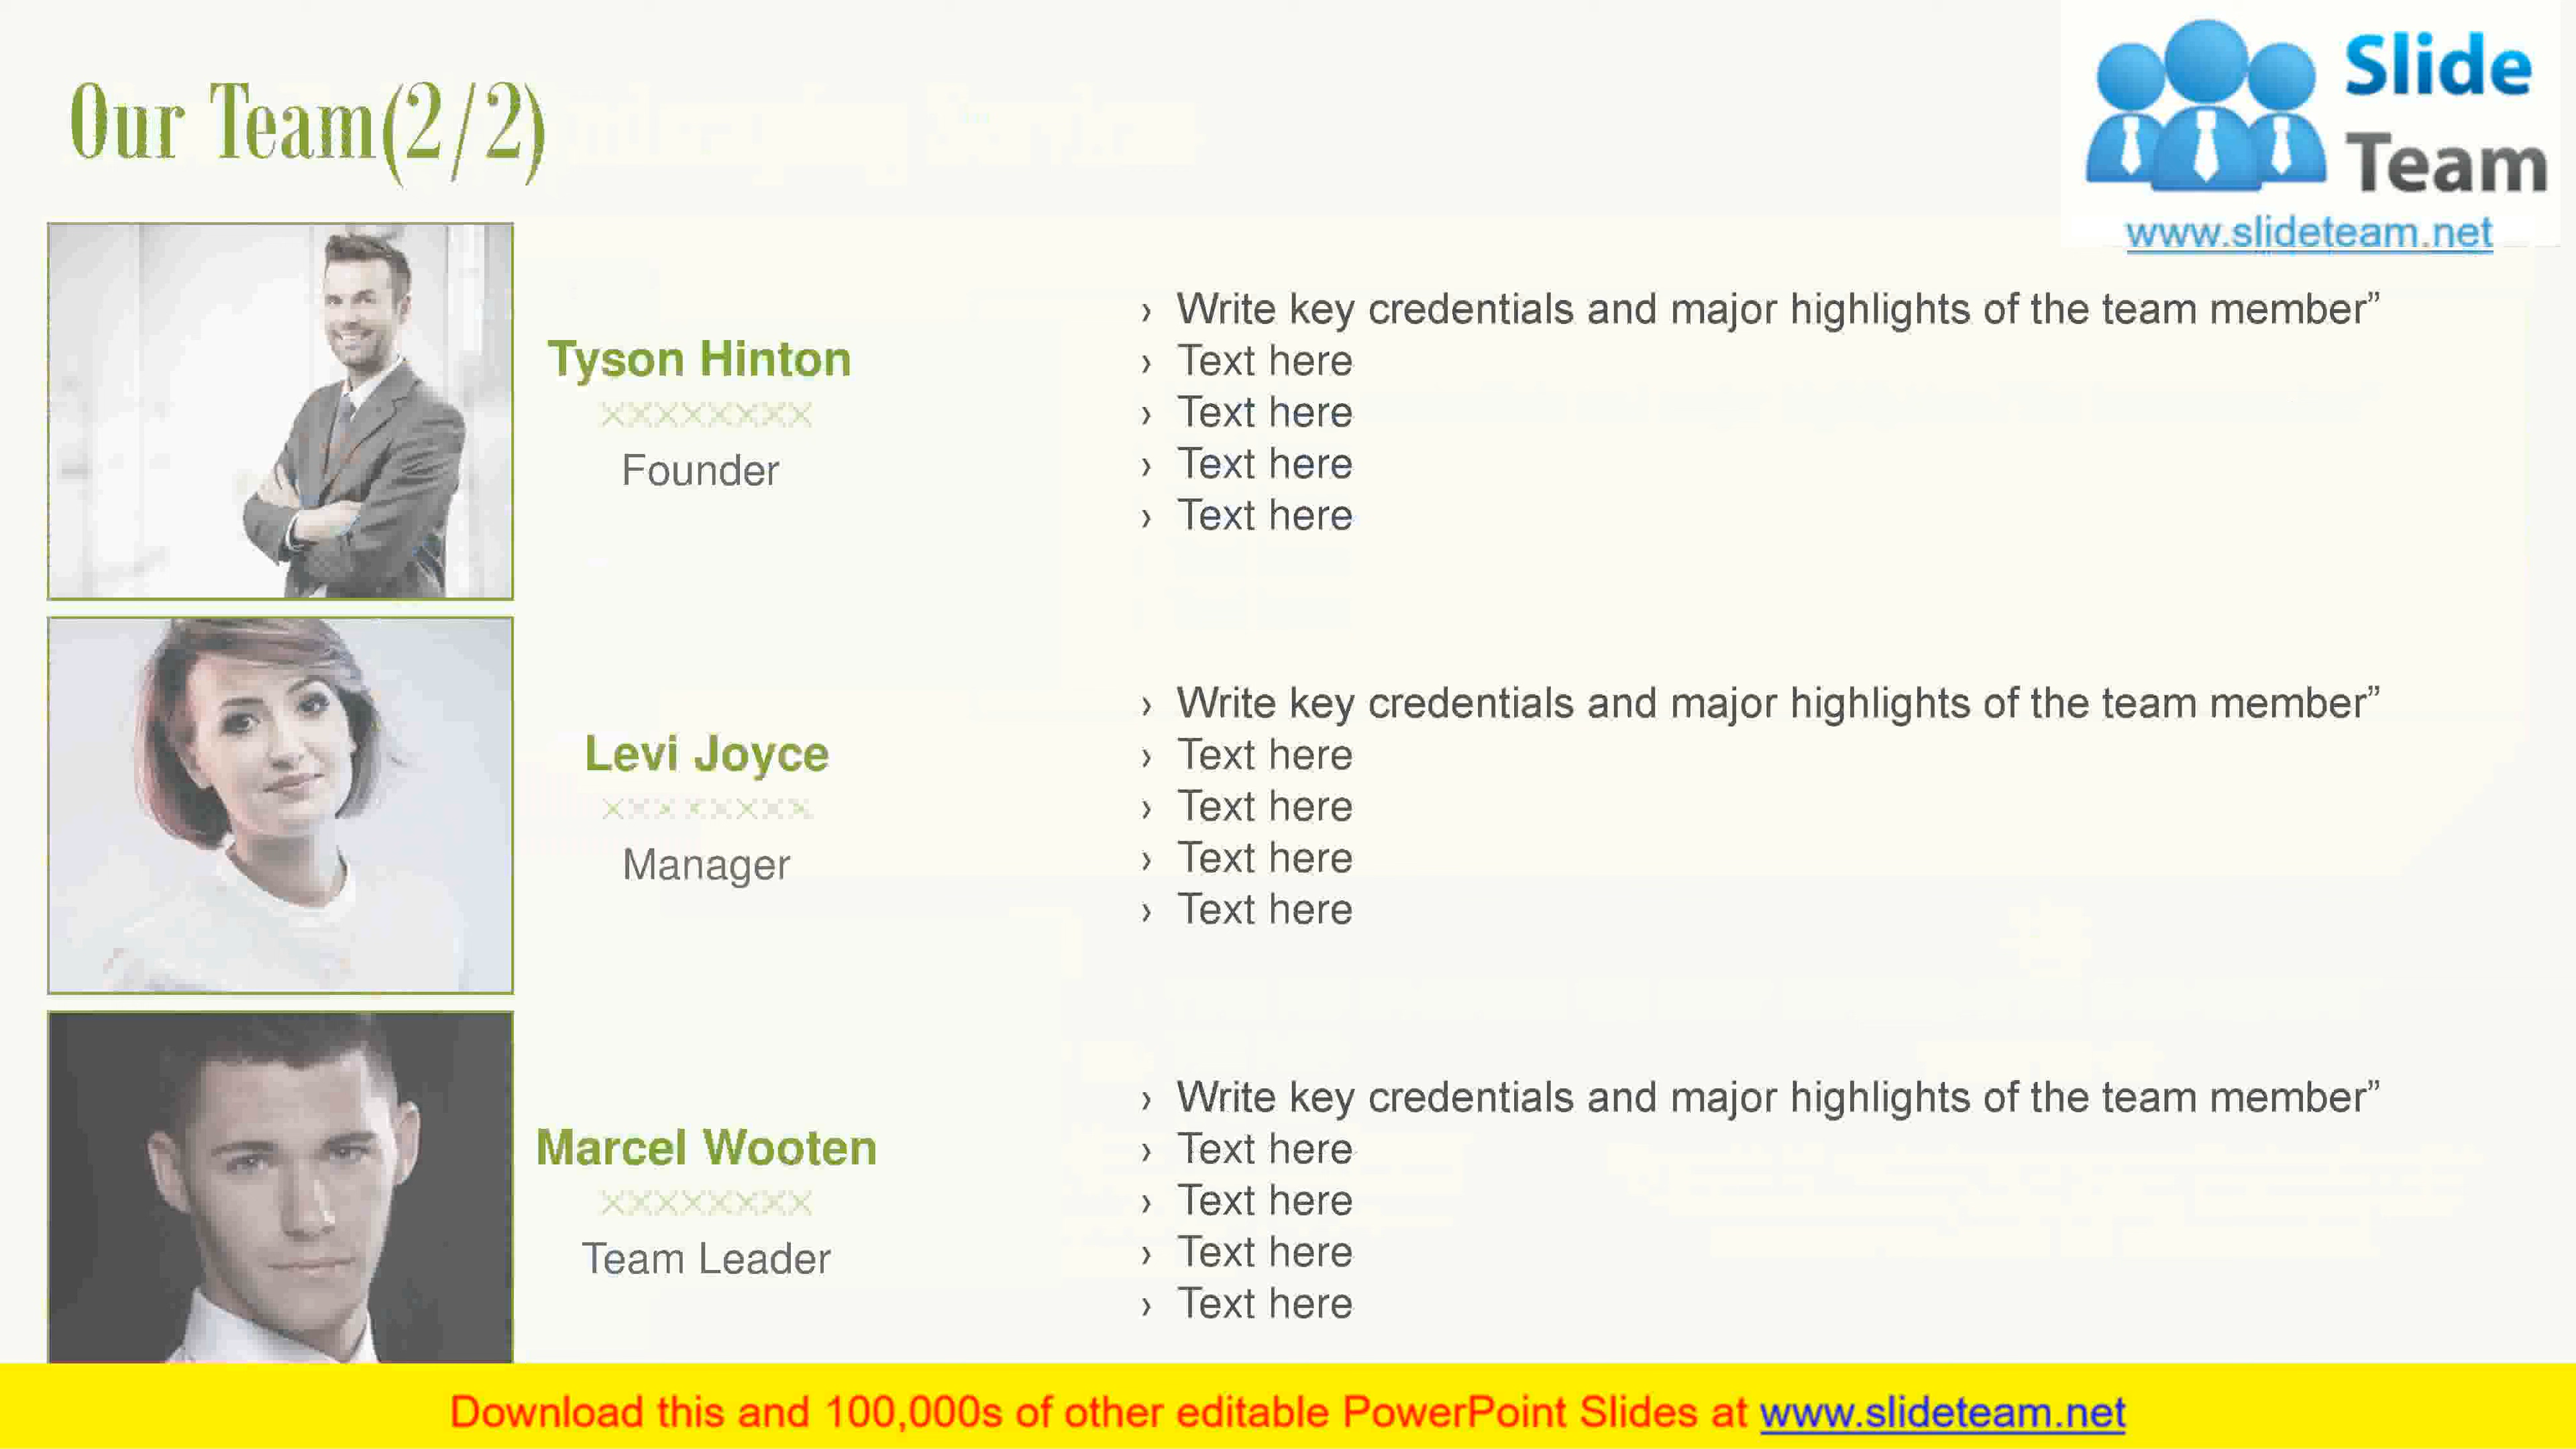 Our Team(2/2)
Slide
Team
www.slideteam.net
Tyson Hinton
XXXXXXXX
Founder
› Write key credentials and major highlights of the team member”
› Text here
› Text here
› Text here
› Text here
Levi Joyce
XXXXXXXX
Manager
› Write key credentials and major highlights of the team member”
› Text here
› Text here
› Text here
› Text here
Marcel Wooten
XXXXXXXX
Team Leader
› Write key credentials and major highlights of the team member”
› Text here
› Text here
› Text here
› Text here
Download this and 100,000s of other editable PowerPoint Slides at www.slideteam.net